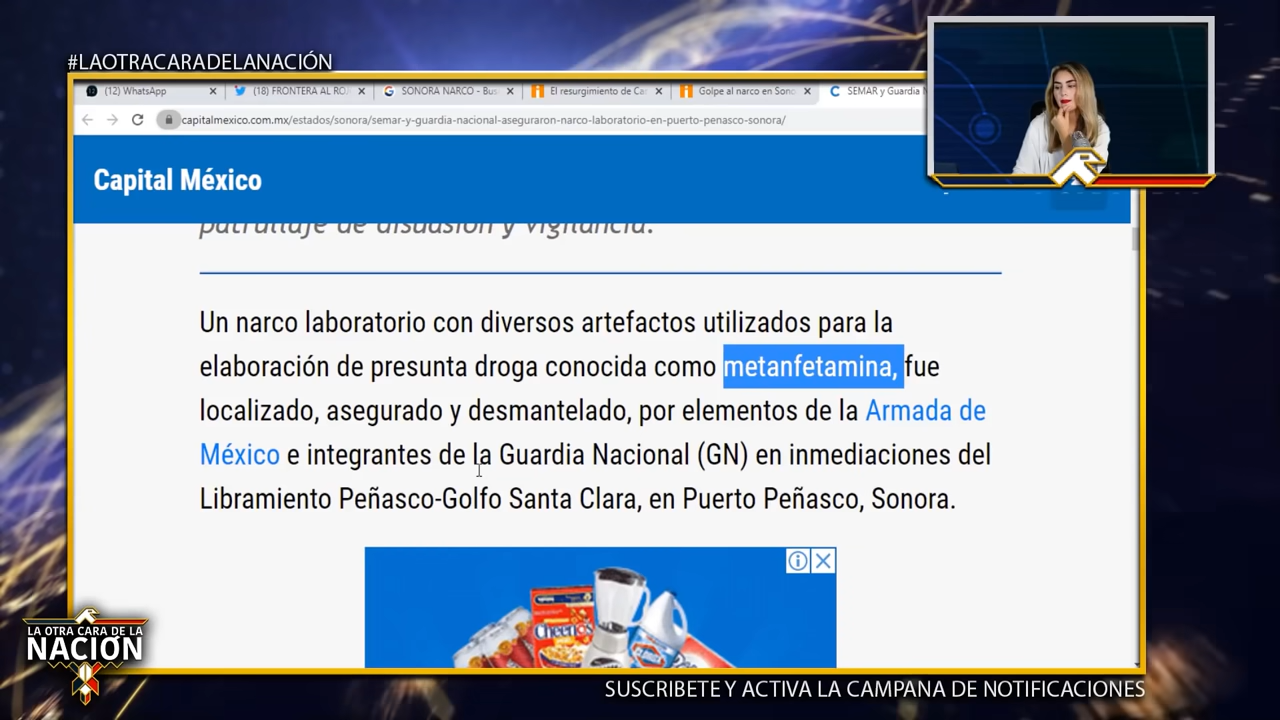 #LAOTRACARADELANACIÓN
(12) WhatsApp
(18) FRONTERA AL ROJ
SONORA NARCO - Bus
El resurgimiento de Car
Golpe al narco en Sono
SEMAR y Guardia N
capitalmexico.com.mx/estados/sonora/semar-y-guardia-nacional-aseguraron-narco-laboratorio-en-puerto-penasco-sonora/
Capital México
patrullaje de disuasión y vigilancia.
Un narco laboratorio con diversos artefactos utilizados para la
elaboración de presunta droga conocida como metanfetamina, fue
localizado, asegurado y desmantelado, por elementos de la Armada de
México e integrantes de la Guardia Nacional (GN) en inmediaciones del
Libramiento Peñasco-Golfo Santa Clara, en Puerto Peñasco, Sonora.
Cheerios
LA OTRA CARA DE LA
NACIÓN
SUSCRIBETE Y ACTIVA LA CAMPANA DE NOTIFICACIONES